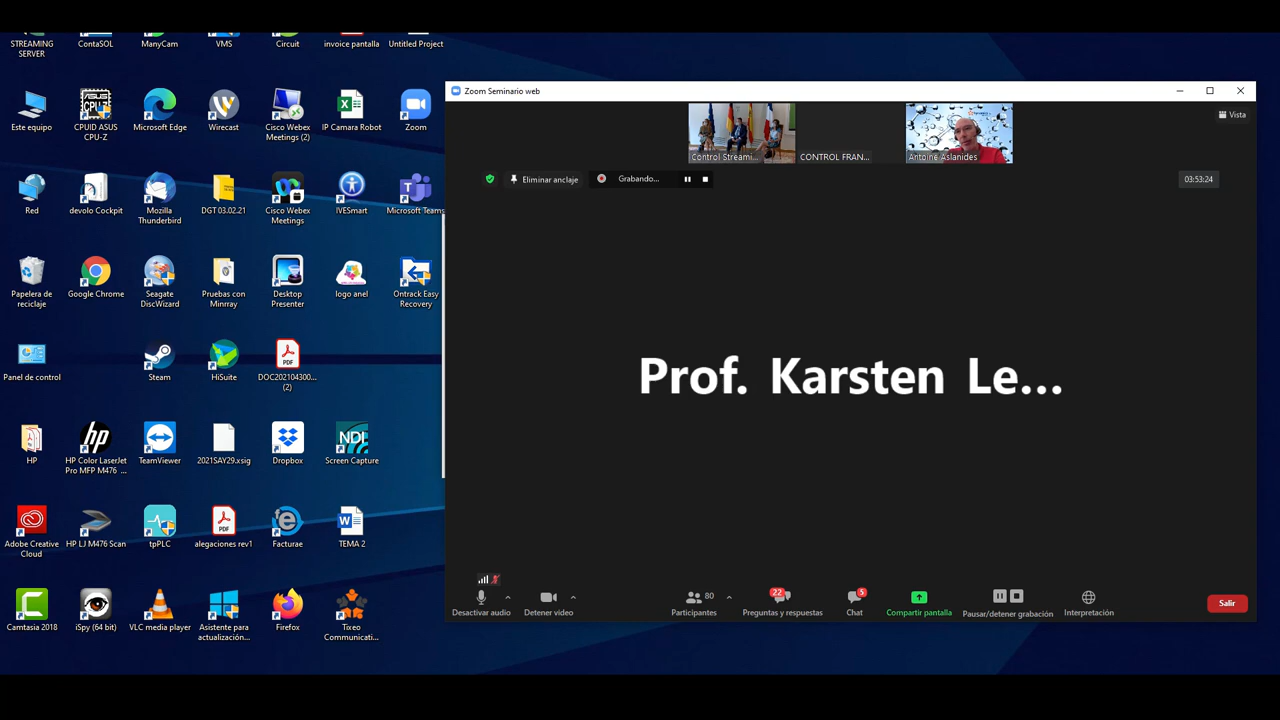 STREAMING
SERVER
ContaSOL
ManyCam
VMS
Circuit
invoice pantalla
Untitled Project
Este equipo
CPUID ASUS
CPU-Z
Microsoft Edge
Wirecast
Cisco Webex
Meetings (2)
IP Camara Robot
Zoom
Red
devolo Cockpit
Mozilla
Thunderbird
DGT 03.02.21
Cisco Webex
Meetings
IVESmart
Microsoft Teams
Papelera de
reciclaje
Google Chrome
Seagate
DiscWizard
Pruebas con
Minrray
Desktop
Presenter
logo anel
Ontrack Easy
Recovery
Panel de control
Steam
HiSuite
PDF
DOC202104300...
(2)
HP
hp
HP Color LaserJet
Pro MFP M476 ...
TeamViewer
2021SAY29.xsig
Dropbox
NDI
Screen Capture
Adobe Creative
Cloud
HP LJ M476 Scan
tpPLC
PDF
alegaciones rev1
Facturae
TEMA 2
Camtasia 2018
iSpy (64 bit)
VLC media player
Asistente para
actualización...
Firefox
Tixeo
Communicati...
Zoom Seminario web
Control Streami...
CONTROL FRAN...
Antoine Aslanides
Vista
Eliminar anclaje
Grabando...
03:53:24
Prof. Karsten Le...
Desactivar audio
Detener video
80
Participantes
22
Preguntas y respuestas
5
Chat
Compartir pantalla
Pausar/detener grabación
Interpretación
Salir